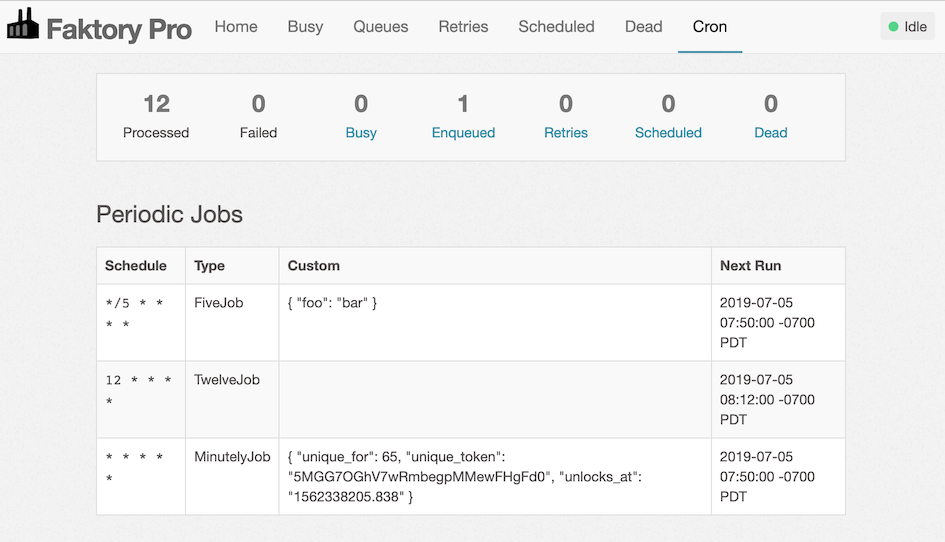 Faktory Pro Home Busy Queues Retries Scheduled Dead Cron Idle
12 0 0 1 0 0 0
Processed Failed Busy Enqueued Retries Scheduled Dead
Periodic Jobs
Schedule Type Custom Next Run
*/5 * *
* *
FiveJob
{ "foo": "bar" }
2019-07-05
07:50:00 -0700
PDT
12 * * *
*
TwelveJob
2019-07-05
08:12:00 -0700
PDT
* * * *
*
MinutelyJob
{ "unique_for": 65, "unique_token":
"5MGG7OGhV7wRmbegpMMewFHgFd0", "unlocks_at":
"1562338205.838" }
2019-07-05
07:50:00 -0700
PDT